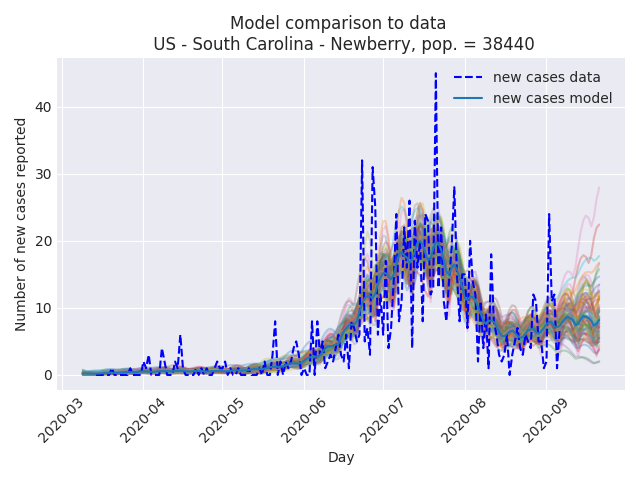 Model comparison to data
US - South Carolina - Newberry, pop. = 38440
new cases data
new cases model
Number of new cases reported
40
30
20
10
0
2020-03
2020-04
2020-05
2020-06
2020-07
2020-08
2020-09
Day